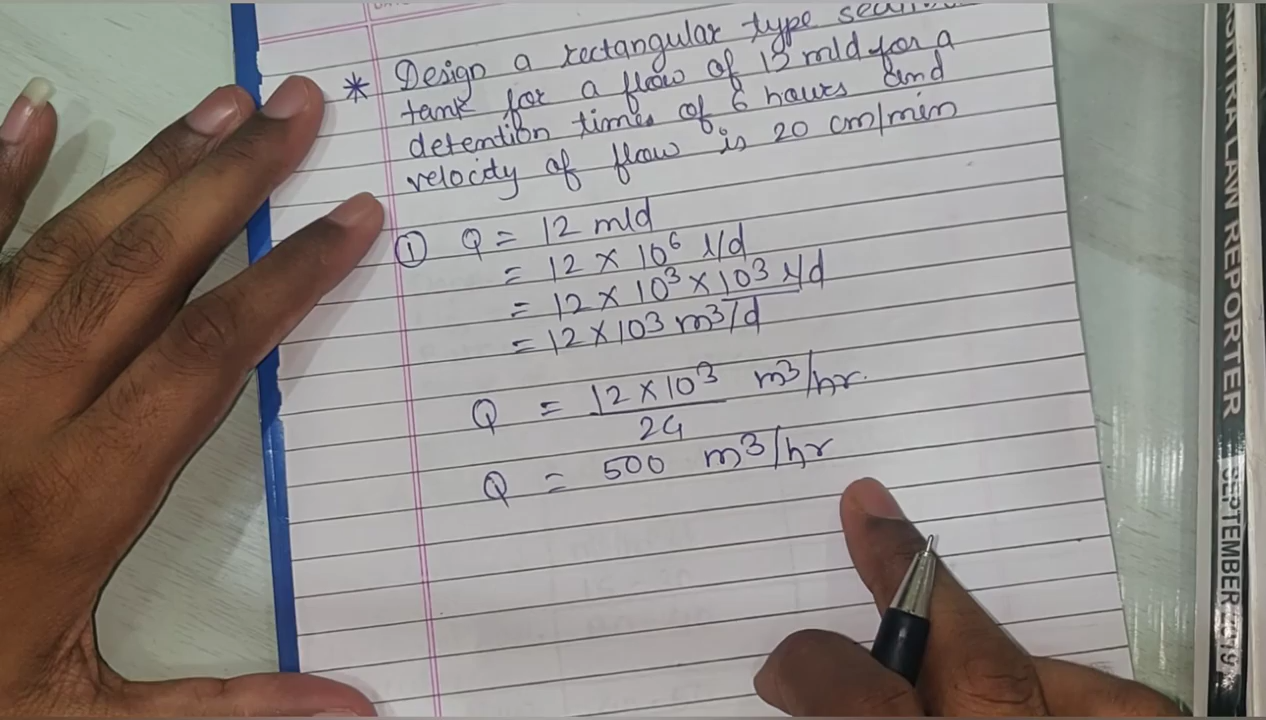 * Design a rectangular type
tank for a flow of 12 mld for a
detention times of 6 hours and
velocity of flow is 20 cm/min
① Q = 12 mld
= 12 × 10⁶ l/d
= 12 × 10³ × 10³ l/d
= 12 × 10³ m³/d
Q = 12 × 10³ m³/hr.
24
Q = 500 m³/hr
LAW REPORTER SEPTEMBER 2019